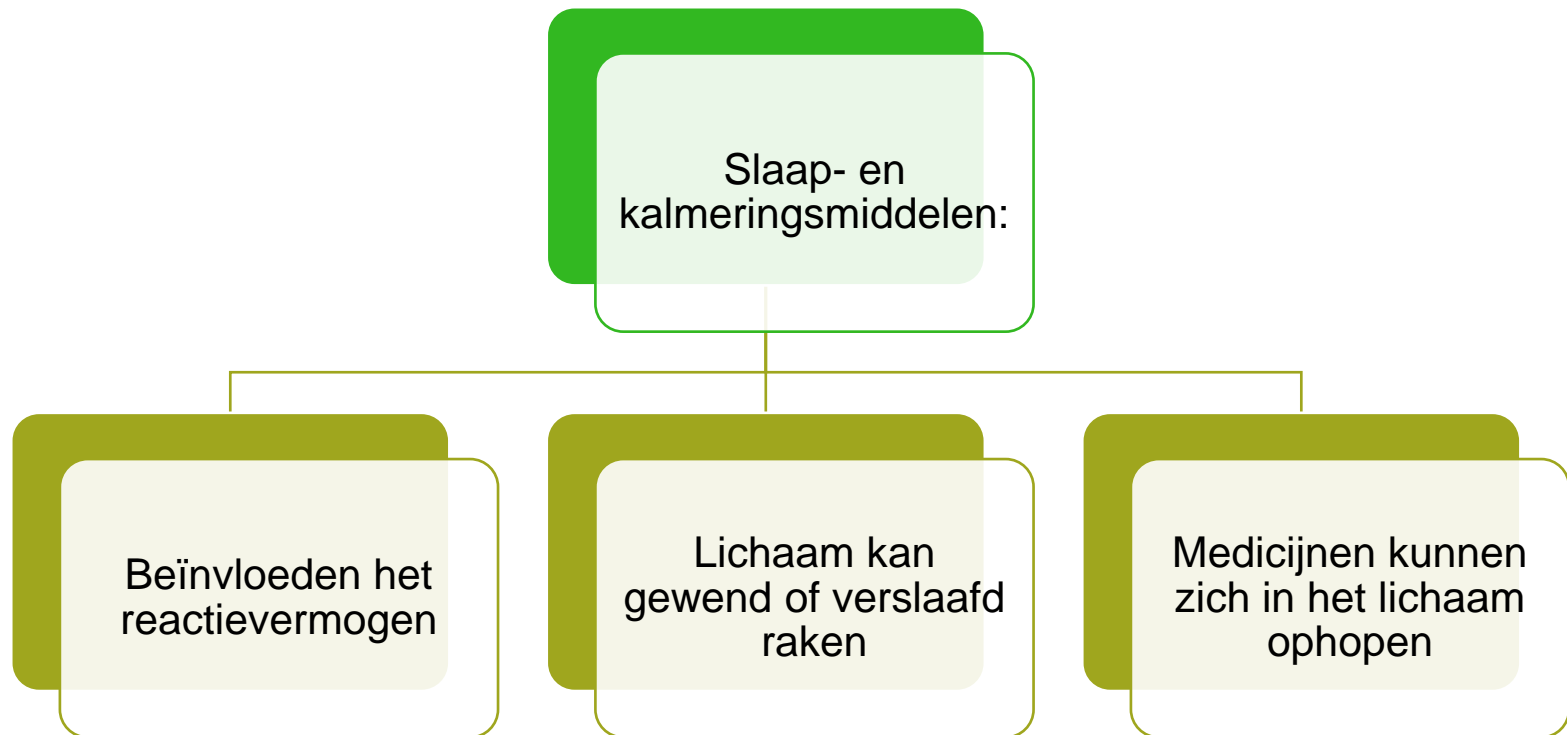 Slaap- en
kalmeringsmiddelen:
Beïnvloeden het
reactievermogen
Lichaam kan
gewend of verslaafd
raken
Medicijnen kunnen
zich in het lichaam
ophopen